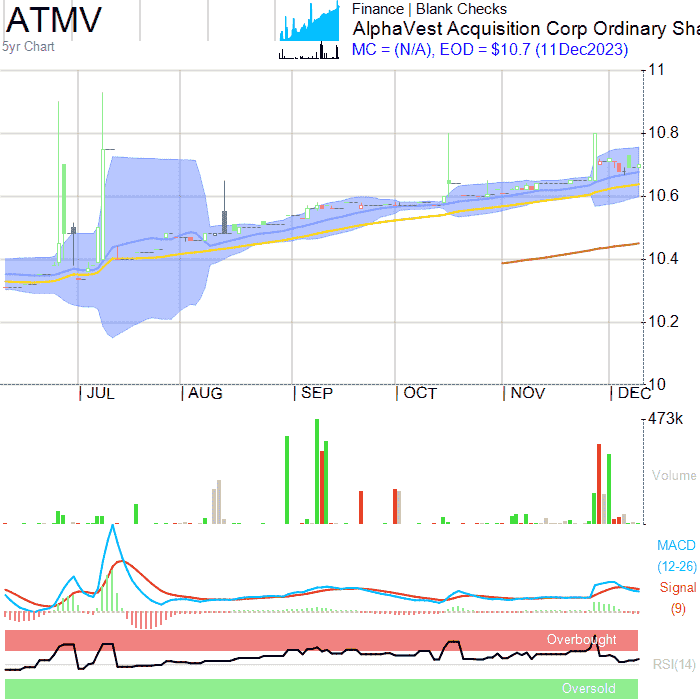 ATMV
5yr Chart
Finance | Blank Checks
AlphaVest Acquisition Corp Ordinary Sha
MC = (N/A), EOD = $10.7 (11Dec2023)
11
10.8
10.6
10.4
10.2
10
| JUL | AUG | SEP | OCT | NOV | DEC
473k
Volume
MACD
(12-26)
Signal
(9)
Overbought
RSI(14)
Oversold